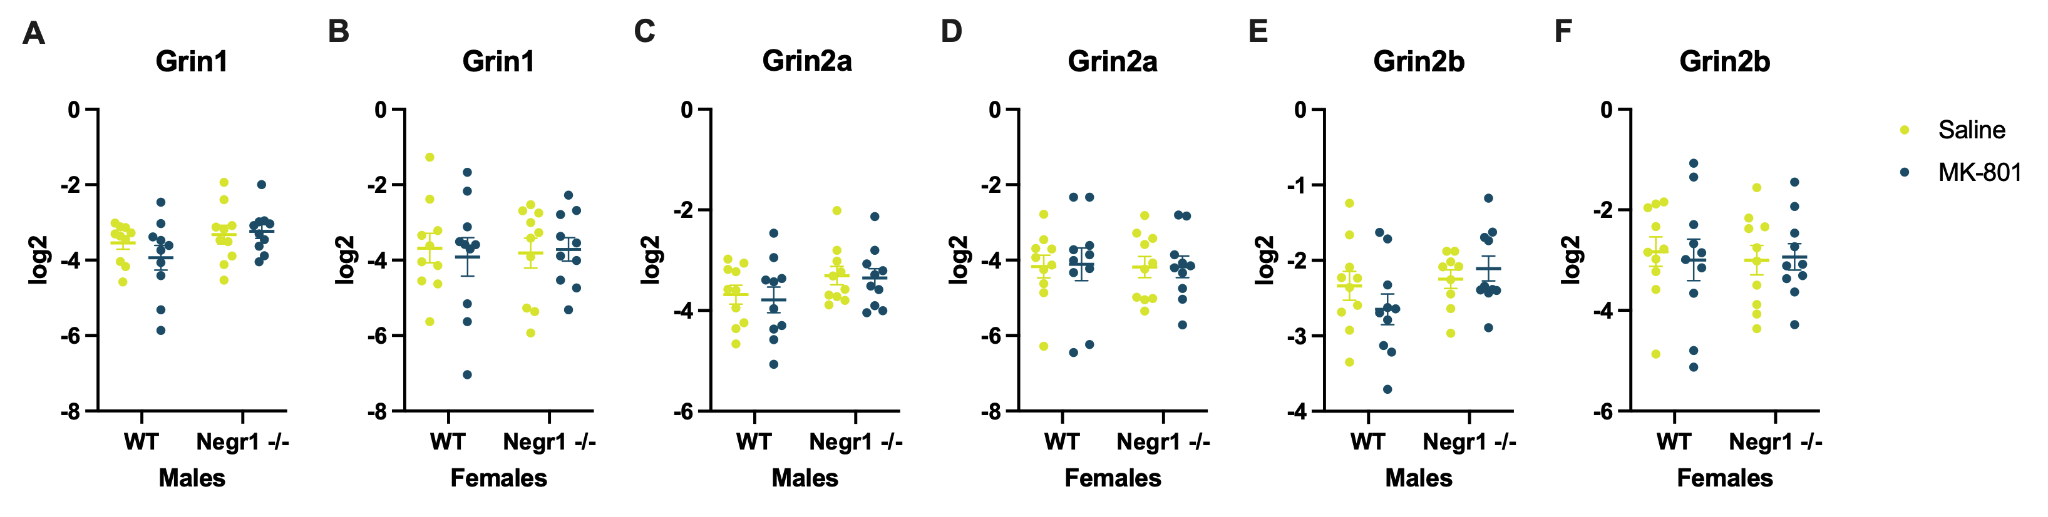 A
Grin1
0
-2
-4
-6
-8
log2
WT
Negr1 -/-
Males
B
Grin1
0
-2
-4
-6
-8
log2
WT
Negr1 -/-
Females
C
Grin2a
0
-2
-4
-6
log2
WT
Negr1 -/-
Males
D
Grin2a
0
-2
-4
-6
-8
log2
WT
Negr1 -/-
Females
E
Grin2b
0
-1
-2
-3
-4
log2
WT
Negr1 -/-
Males
F
Grin2b
0
-2
-4
-6
log2
WT
Negr1 -/-
Females
Saline
MK-801